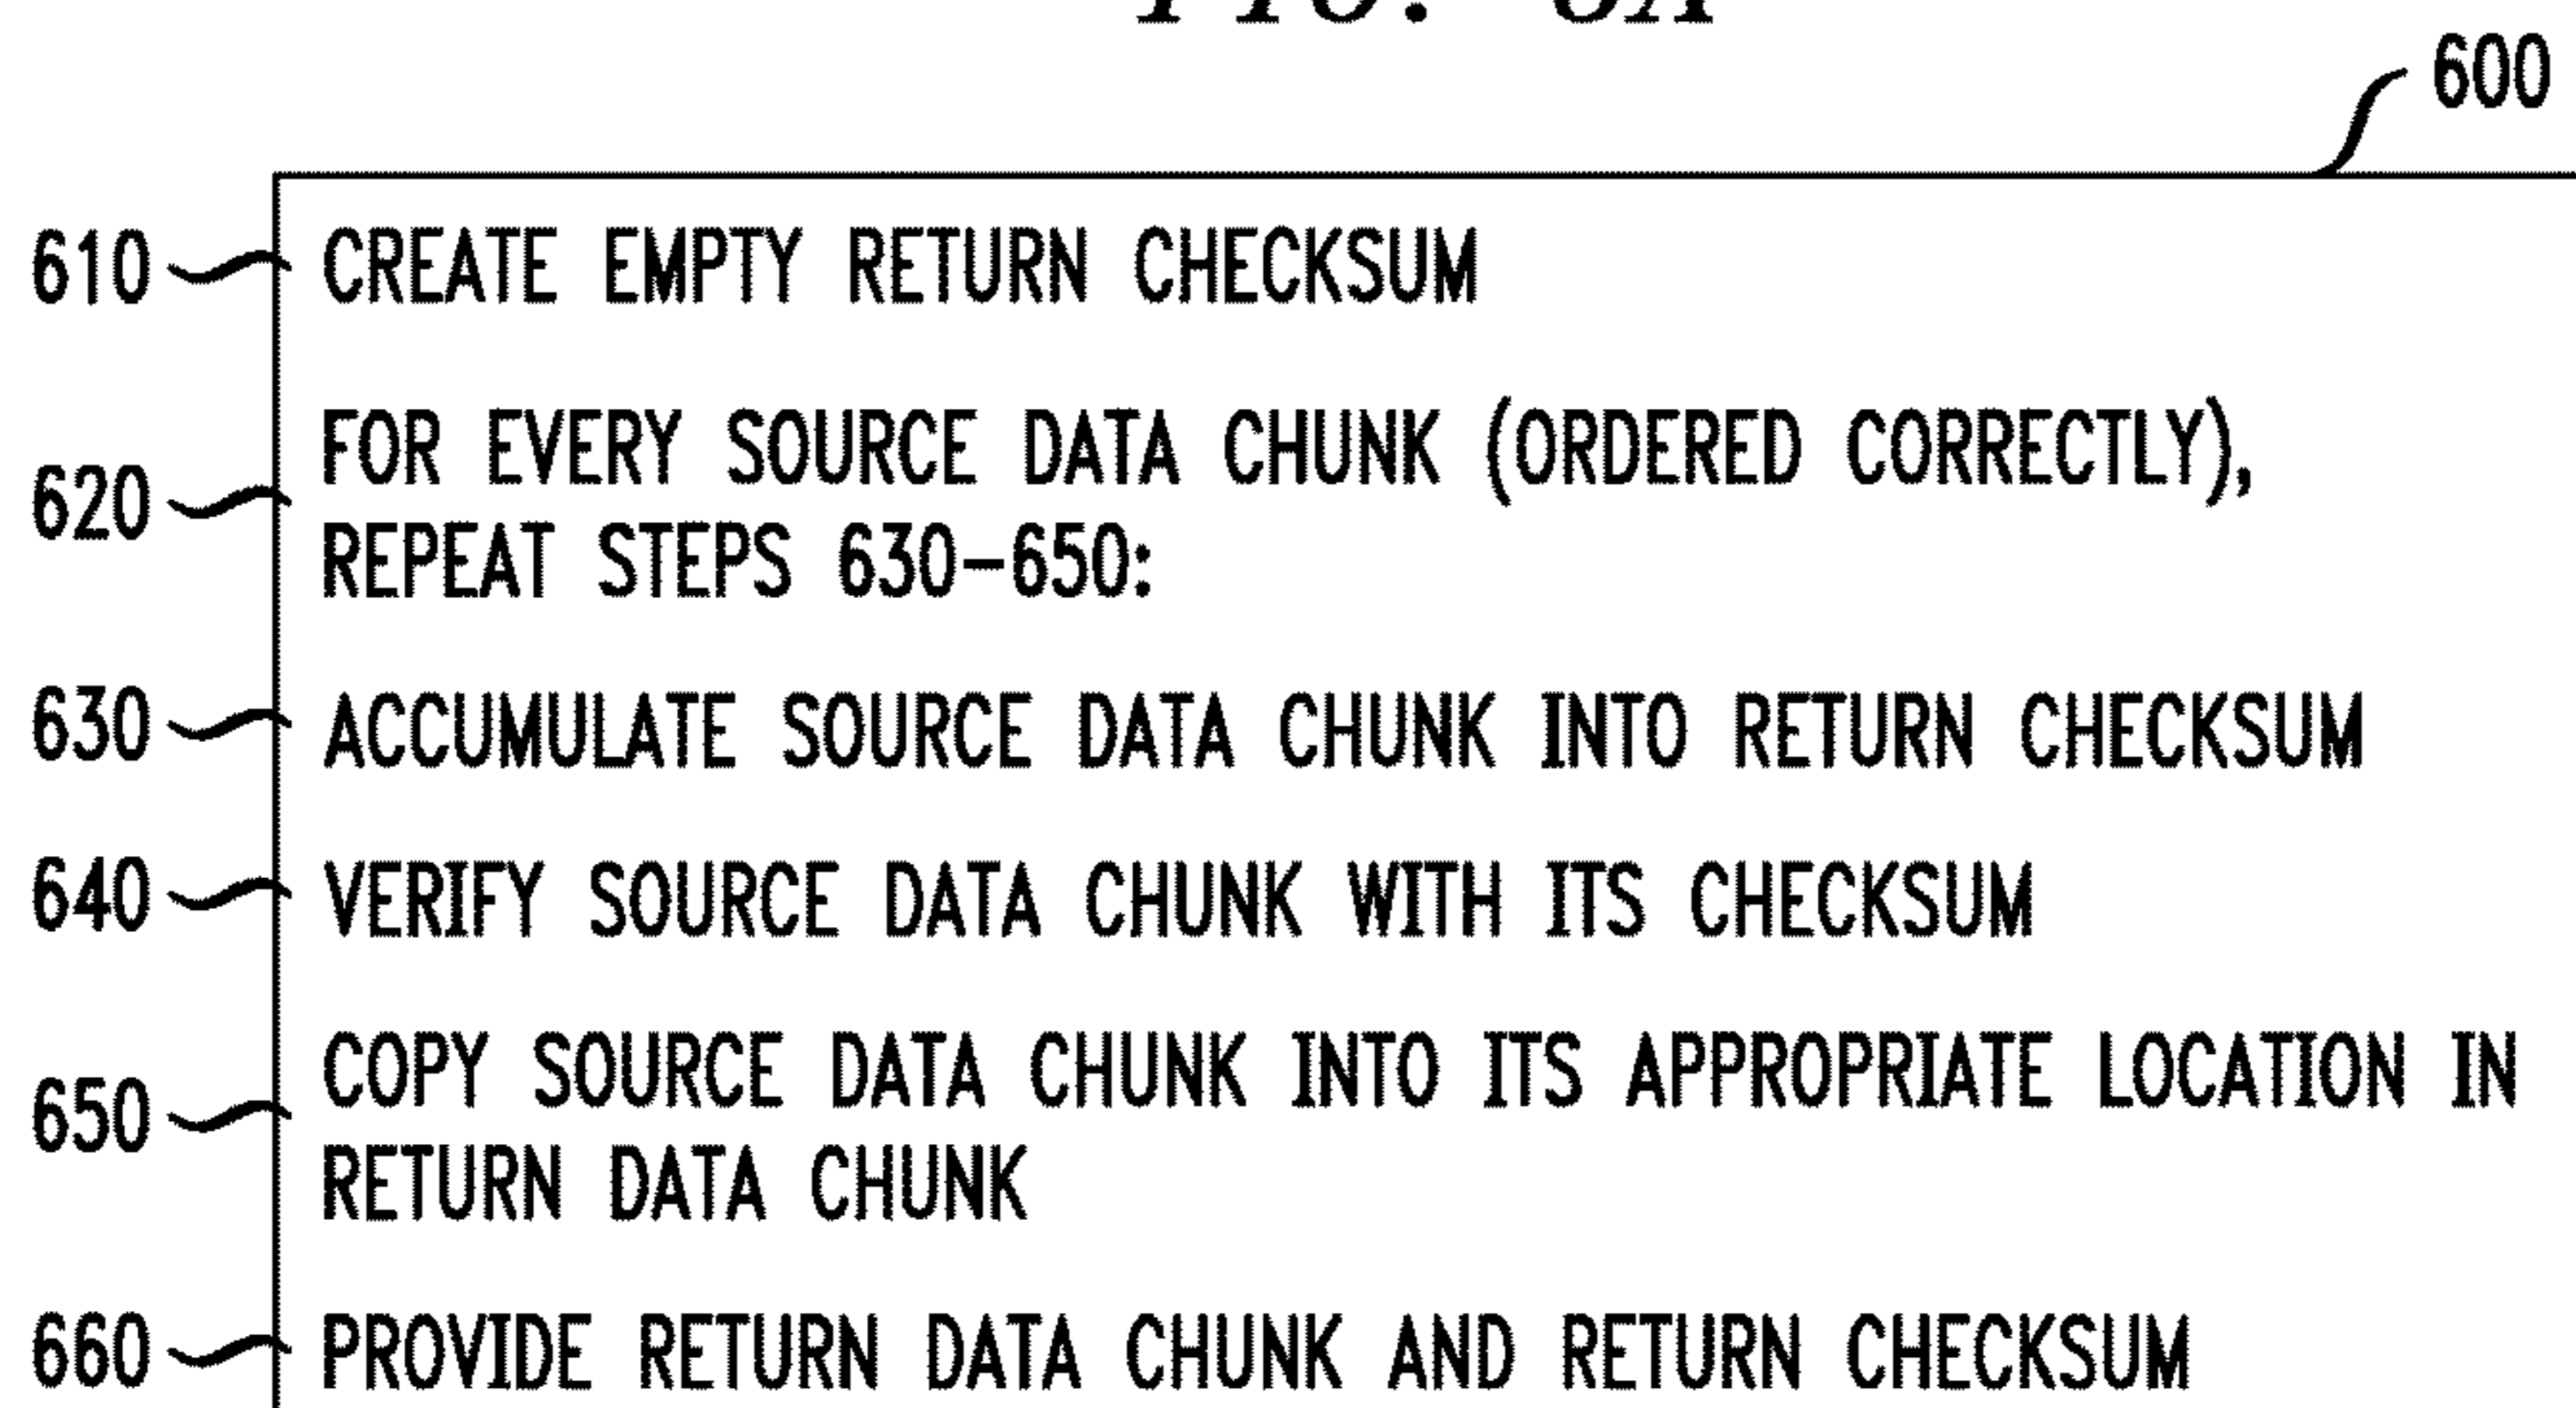 600
610 CREATE EMPTY RETURN CHECKSUM
FOR EVERY SOURCE DATA CHUNK (ORDERED CORRECTLY),
620
REPEAT STEPS 630-650:
630 ACCUMULATE SOURCE DATA CHUNK INTO RETURN CHECKSUM
640 VERIFY SOURCE DATA CHUNK WITH ITS CHECKSUM
COPY SOURCE DATA CHUNK INTO ITS APPROPRIATE LOCATION IN
650
RETURN DATA CHUNK
660 PROVIDE RETURN DATA CHUNK AND RETURN CHECKSUM